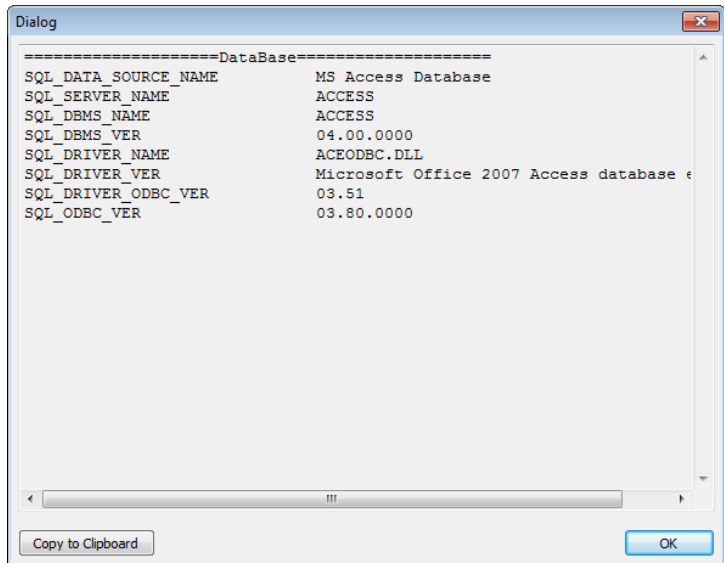 Dialog
====================DataBase====================
SQL_DATA_SOURCE_NAME MS Access Database
SQL_SERVER_NAME ACCESS
SQL_DBMS_NAME ACCESS
SQL_DBMS_VER 04.00.0000
SQL_DRIVER_NAME ACEODBC.DLL
SQL_DRIVER_VER Microsoft Office 2007 Access database
SQL_DRIVER_ODBC_VER 03.51
SQL_ODBC_VER 03.80.0000
Copy to Clipboard
OK